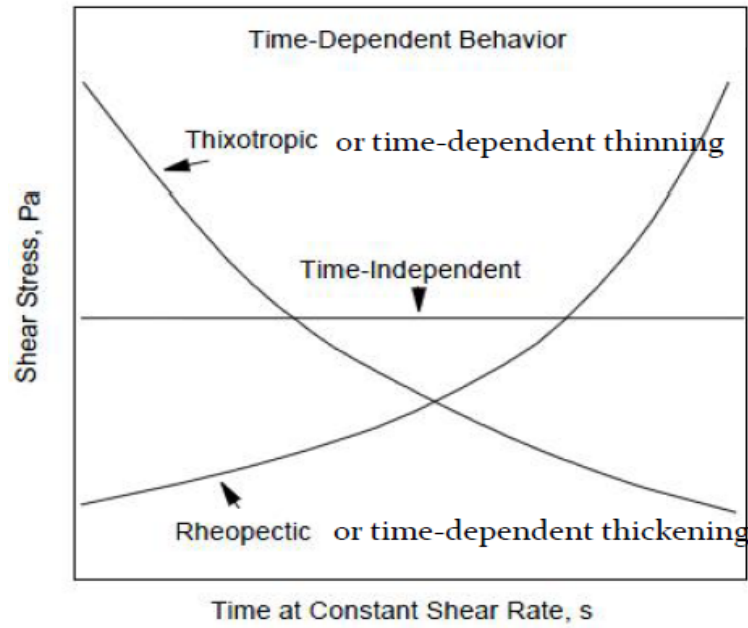 Time-Dependent Behavior
Thixotropic or time-dependent thinning
Time-Independent
Shear Stress, Pa
Rheopectic or time-dependent thickening
Time at Constant Shear Rate, s